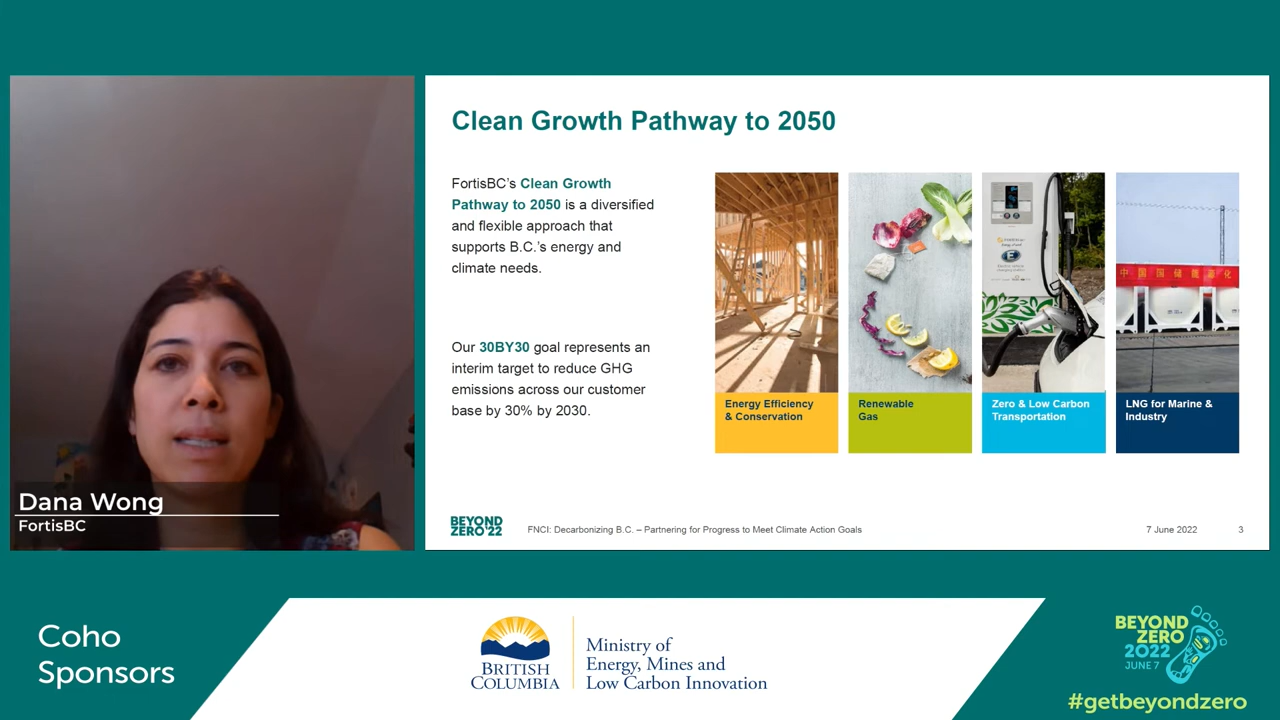 Clean Growth Pathway to 2050
FortisBC's Clean Growth
Pathway to 2050 is a diversified
and flexible approach that
supports B.C.'s energy and
climate needs.
Our 30BY30 goal represents an
interim target to reduce GHG
emissions across our customer
base by 30% by 2030.
Energy Efficiency
& Conservation
Renewable
Gas
Zero & Low Carbon
Transportation
LNG for Marine &
Industry
BEYOND
ZERO'22
FNCI: Decarbonizing B.C. – Partnering for Progress to Meet Climate Action Goals
7 June 2022
3
Dana Wong
FortisBC
Coho
Sponsors
BRITISH
COLUMBIA
Ministry of
Energy, Mines and
Low Carbon Innovation
BEYOND
ZERO
2022
JUNE 7
#getbeyondzero